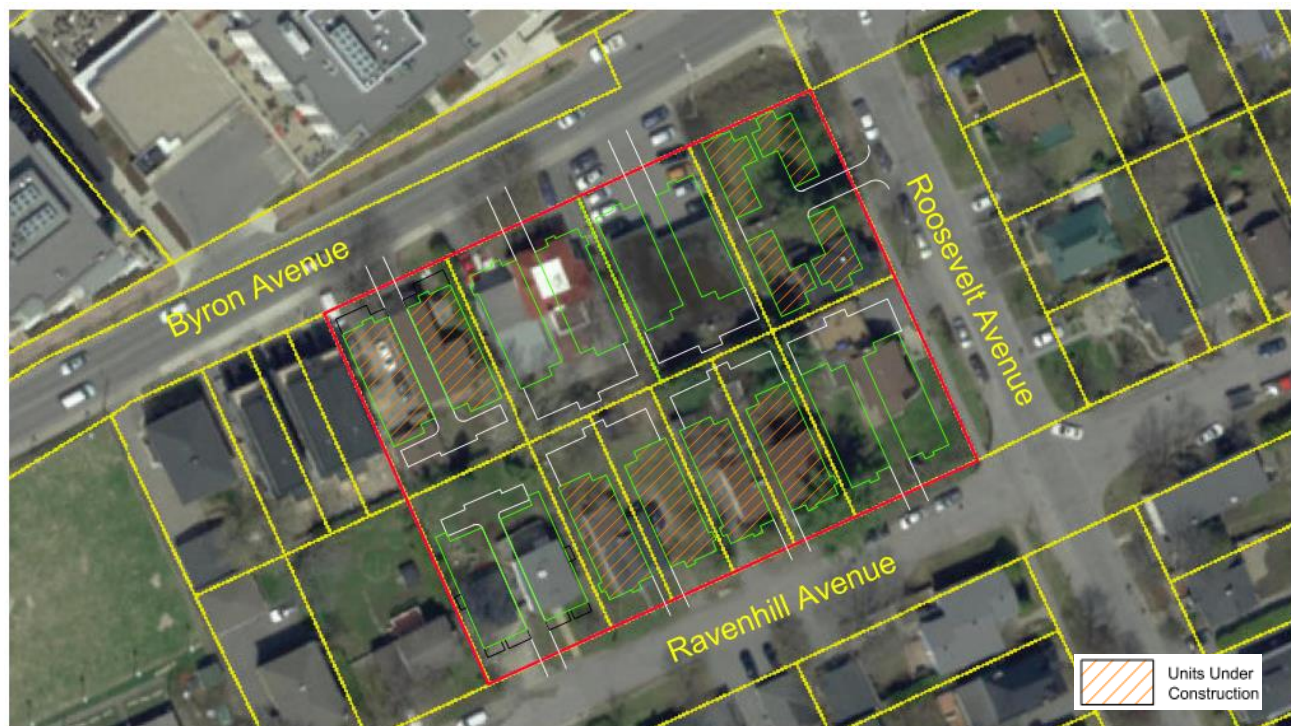 Byron Avenue
Roosevelt Avenue
Ravenhill Avenue
Units Under
Construction